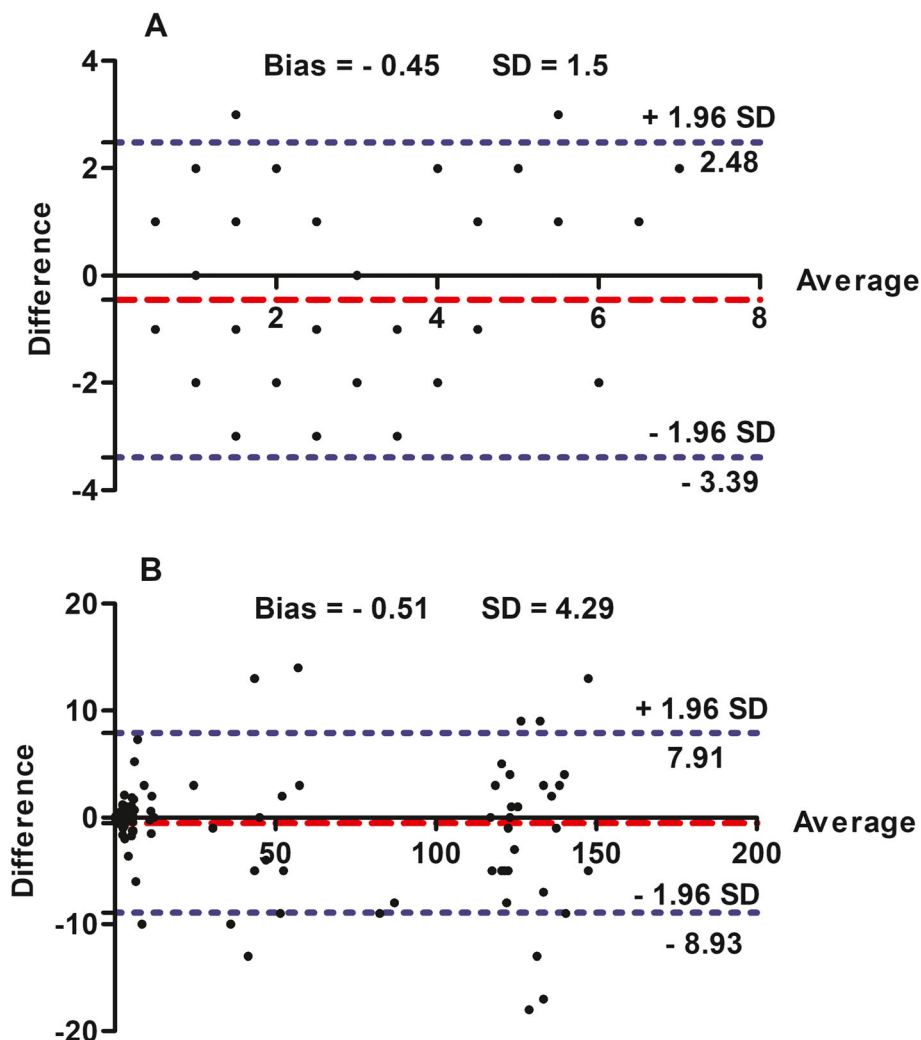 A
Bias = - 0.45 SD = 1.5
4
+ 1.96 SD
2.48
2
0
Average
2 4 6 8
Difference
-2
- 1.96 SD
- 3.39
-4
B
20
Bias = - 0.51 SD = 4.29
10
+ 1.96 SD
7.91
0
Average
50 100 150 200
Difference
- 1.96 SD
-10
- 8.93
-20